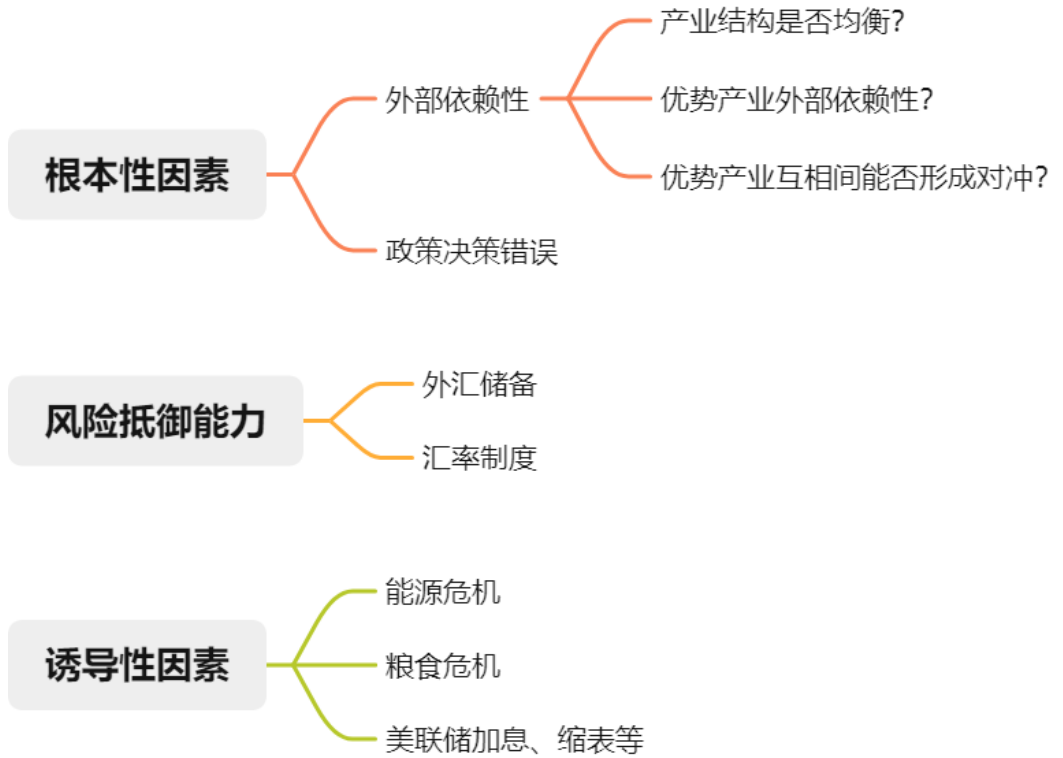 根本性因素
外部依赖性
产业结构是否均衡？
优势产业外部依赖性？
优势产业互相间能否形成对冲？
政策决策错误
风险抵御能力
外汇储备
汇率制度
诱导性因素
能源危机
粮食危机
美联储加息、缩表等